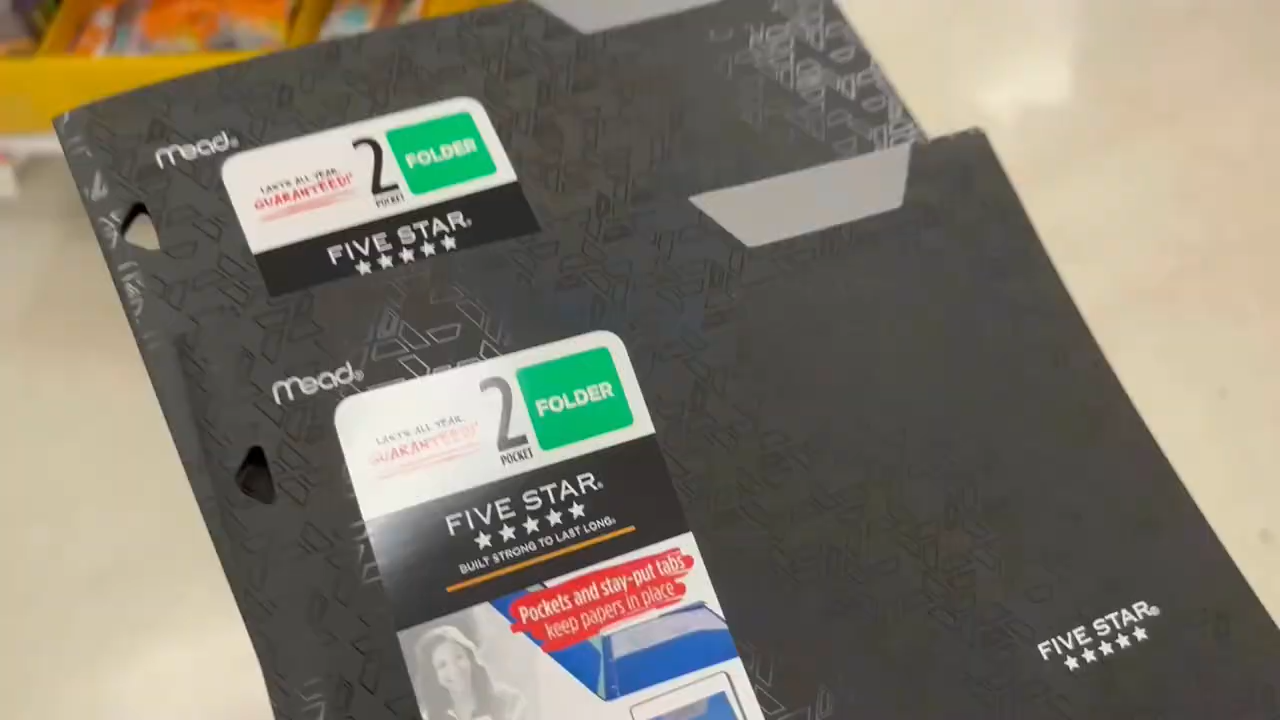 mead®
LASTS ALL YEAR.
GUARANTEED!
2
POCKET
FOLDER
FIVE STAR®
mead®
LASTS ALL YEAR.
GUARANTEED!
2
POCKET
FOLDER
FIVE STAR®
BUILT STRONG TO LAST LONG®
Pockets and stay-put tabs
keep papers in place
FIVE STAR®